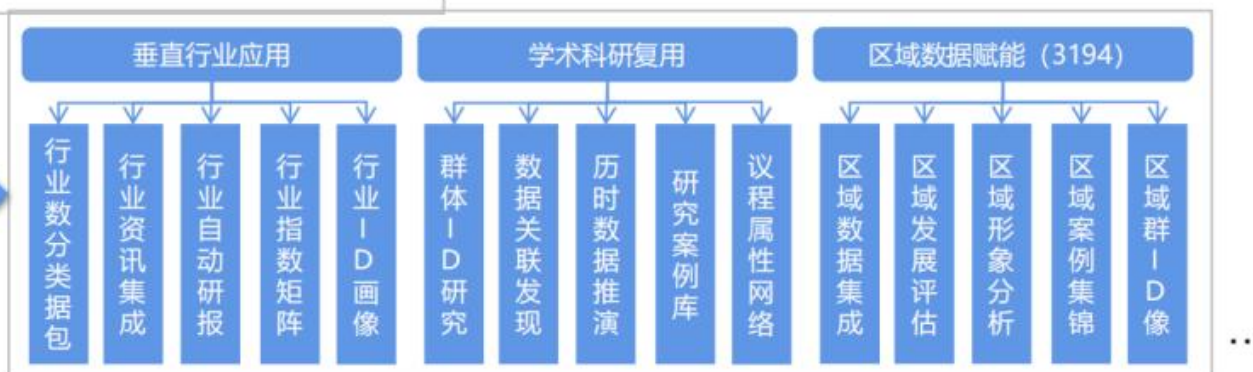 垂直行业应用
行业数分类据包
行业资讯集成
行业自动研报
行业指数矩阵
行业ID画像
学术科研复用
群体ID研究
数据关联发现
历时数据推演
研究案例库
议程属性网络
区域数据赋能（3194）
区域数据集成
区域发展评估
区域形象分析
区域案例集锦
区域群ID像
..